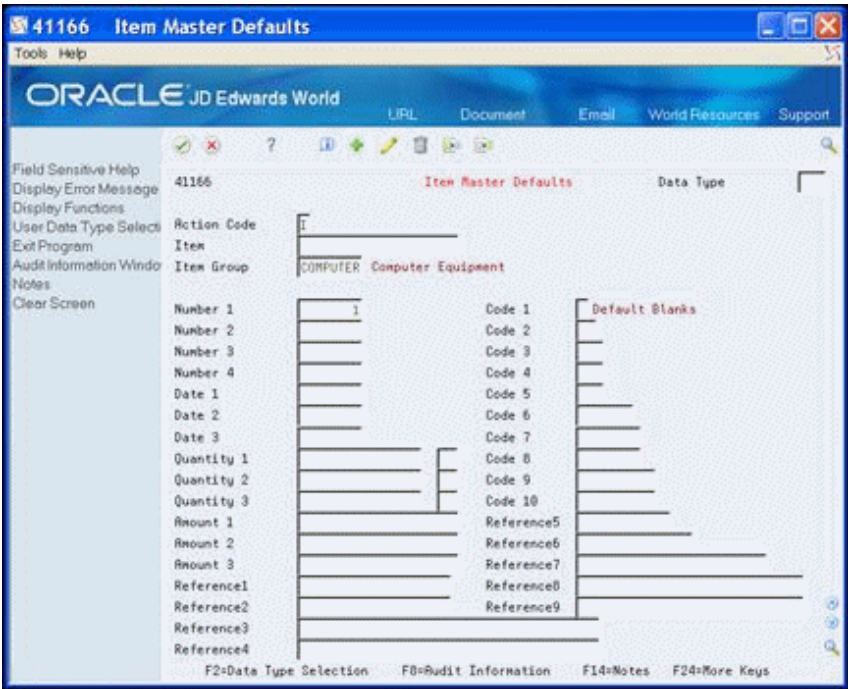 41166 Item Master Defaults
Tools Help
ORACLE JD Edwards World
URL Document Email World Resources Support
?
Field Sensitive Help
Display Error Message
Display Functions
User Data Type Selecti
Exit Program
Audit Information Windo
Notes
Clear Screen
41166 Item Master Defaults Data Type
Action Code I
Item
Item Group COMPUTER Computer Equipment
Number 1 1 Code 1 Default Blanks
Number 2 Code 2
Number 3 Code 3
Number 4 Code 4
Date 1 Code 5
Date 2 Code 6
Date 3 Code 7
Quantity 1 Code 8
Quantity 2 Code 9
Quantity 3 Code 10
Amount 1 Reference5
Amount 2 Reference6
Amount 3 Reference7
Reference1 Reference8
Reference2 Reference9
Reference3
Reference4
F2=Data Type Selection F8=Audit Information F14=Notes F24=More Keys